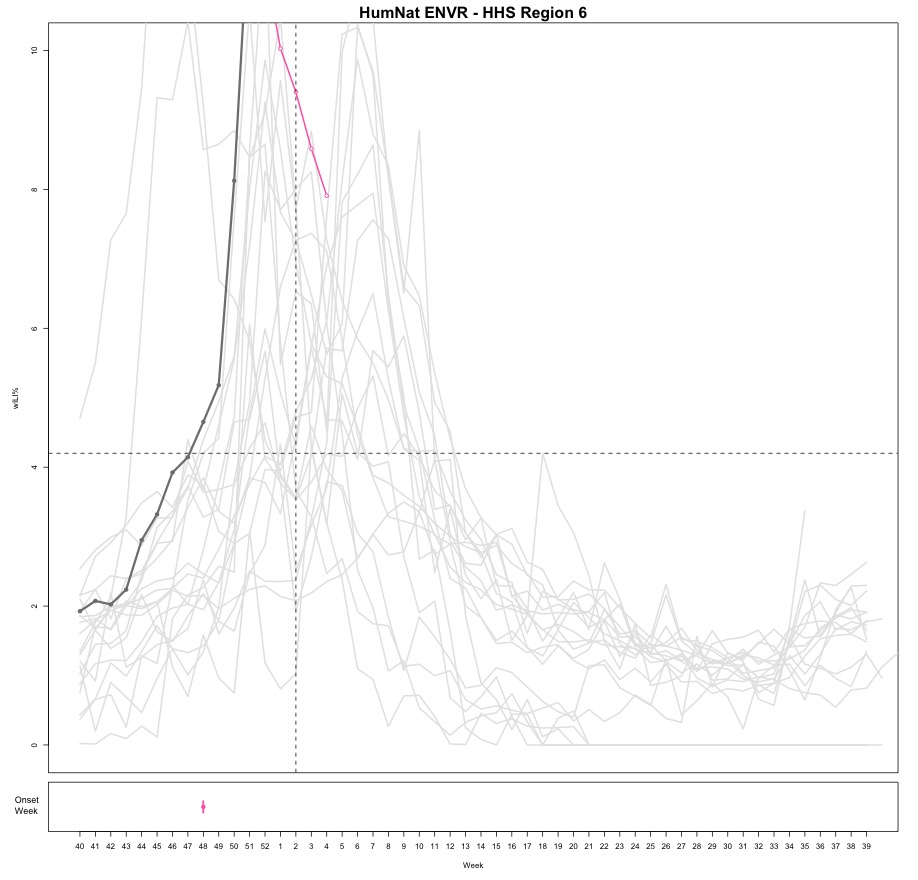 HumNat ENVR - HHS Region 6
10
8
6
4
2
0
wILI%
Onset
Week
40 41 42 43 44 45 46 47 48 49 50 51 52 1 2 3 4 5 6 7 8 9 10 11 12 13 14 15 16 17 18 19 20 21 22 23 24 25 26 27 28 29 30 31 32 33 34 35 36 37 38 39
Week